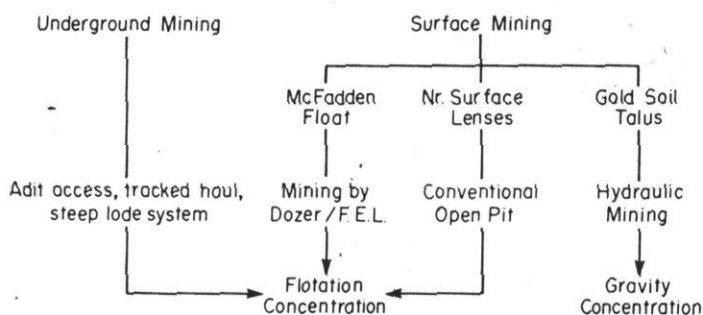 Underground Mining
Surface Mining
McFadden
Float
Nr. Surface
Lenses
Gold Soil
Talus
Adit access, tracked haul,
steep lode system
Mining by
Dozer / F.E.L.
Conventional
Open Pit
Hydraulic
Mining
Flotation
Concentration
Gravity
Concentration